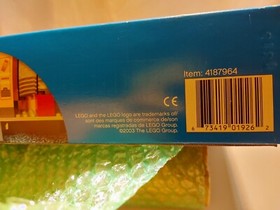 Item: 4187964
CE
LEGO and the LEGO logo are trademarks of/
sont des marques de commerce de/son
marcas registradas de LEGO Group.
©2003 The LEGO Group.
6 73419 01926 2